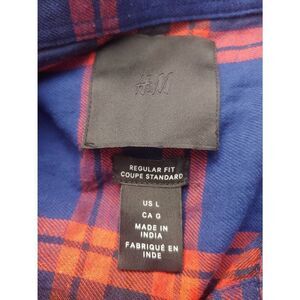 H&M
REGULAR FIT
COUPE STANDARD
US L
CA G
MADE IN
INDIA
FABRIQUÉ EN
INDE